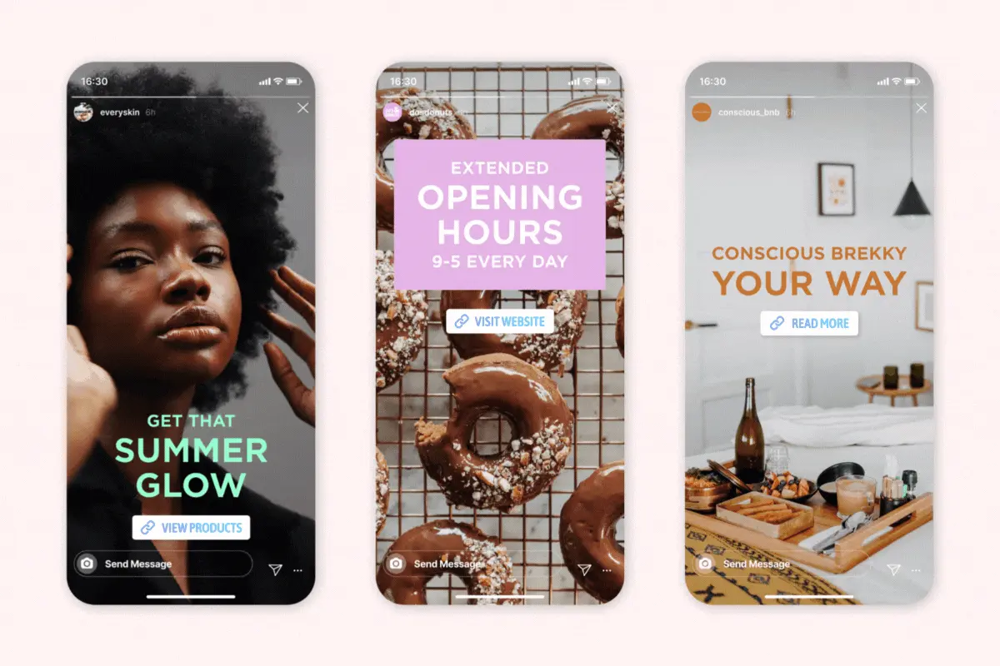 16:30
everyskin 6h
GET THAT
SUMMER
GLOW
VIEW PRODUCTS
Send Message
16:30
dosdonuts
EXTENDED
OPENING
HOURS
9-5 EVERY DAY
VISIT WEBSITE
Send Message
16:30
conscious_bnb 6h
CONSCIOUS BREKKY
YOUR WAY
READ MORE
Send Message